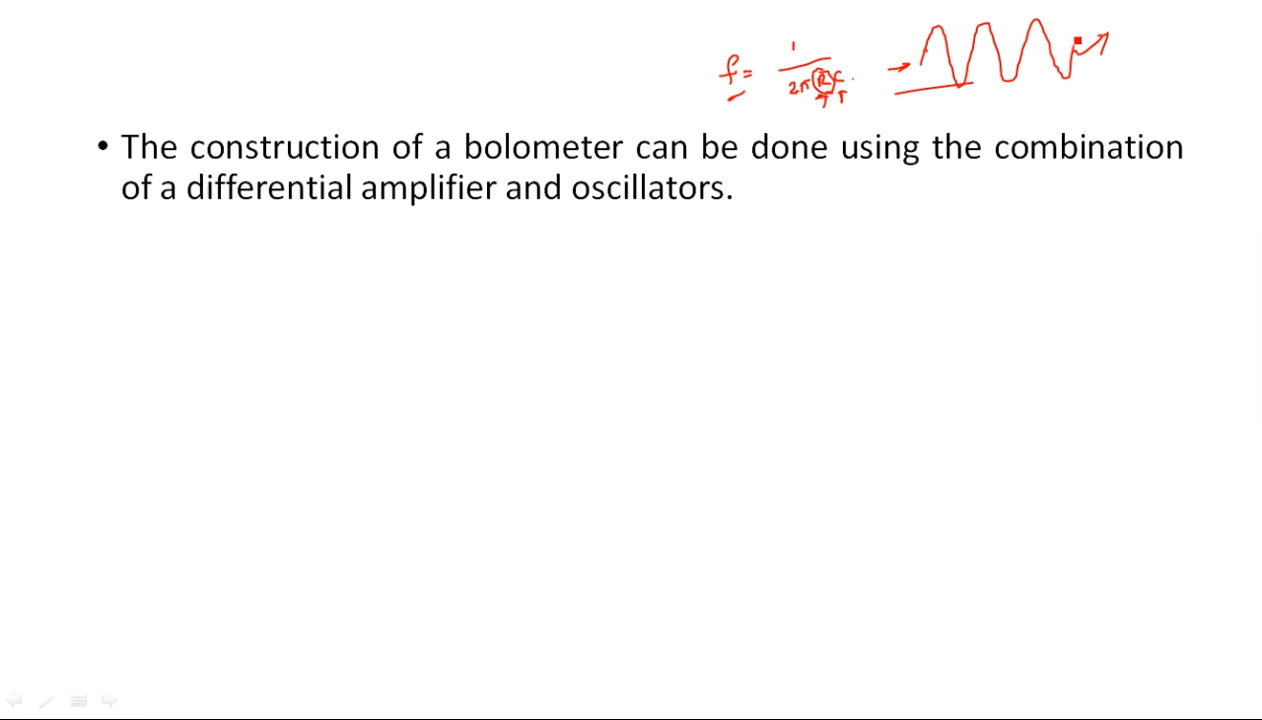 f = 1 / 2πRC
• The construction of a bolometer can be done using the combination
of a differential amplifier and oscillators.